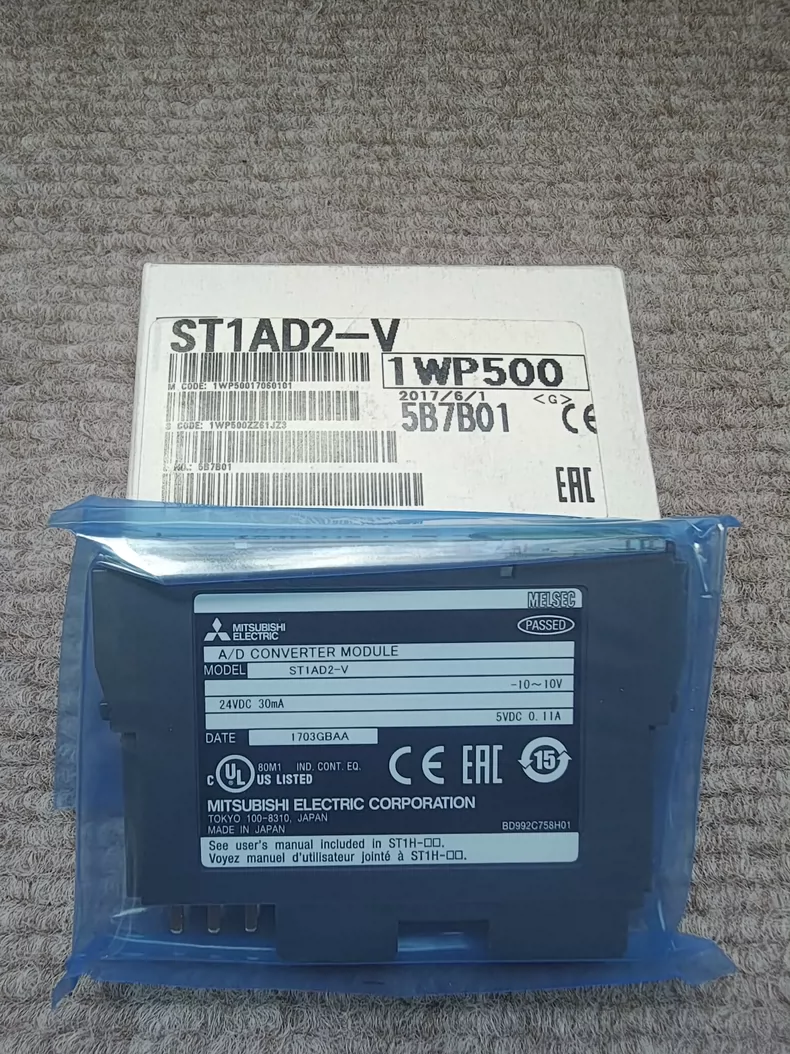 ST1AD2-V
1WP500
M CODE: 1WP50017060101
2017/6/1 <G>
5B7B01
CE
CODE: 1WP500ZZ61JZ3
NO.: 5B7B01
EAC
MELSEC
MITSUBISHI
ELECTRIC
PASSED
A/D CONVERTER MODULE
MODEL ST1AD2-V
-10~10V
24VDC 30mA
5VDC 0.11A
DATE 1703GBAA
C UL US LISTED
80M1 IND. CONT. EQ.
CE EAC 15
MITSUBISHI ELECTRIC CORPORATION
TOKYO 100-8310, JAPAN
MADE IN JAPAN
BD992C758H01
See user's manual included in ST1H-□□.
Voyez manuel d'utilisateur jointé à ST1H-□□.